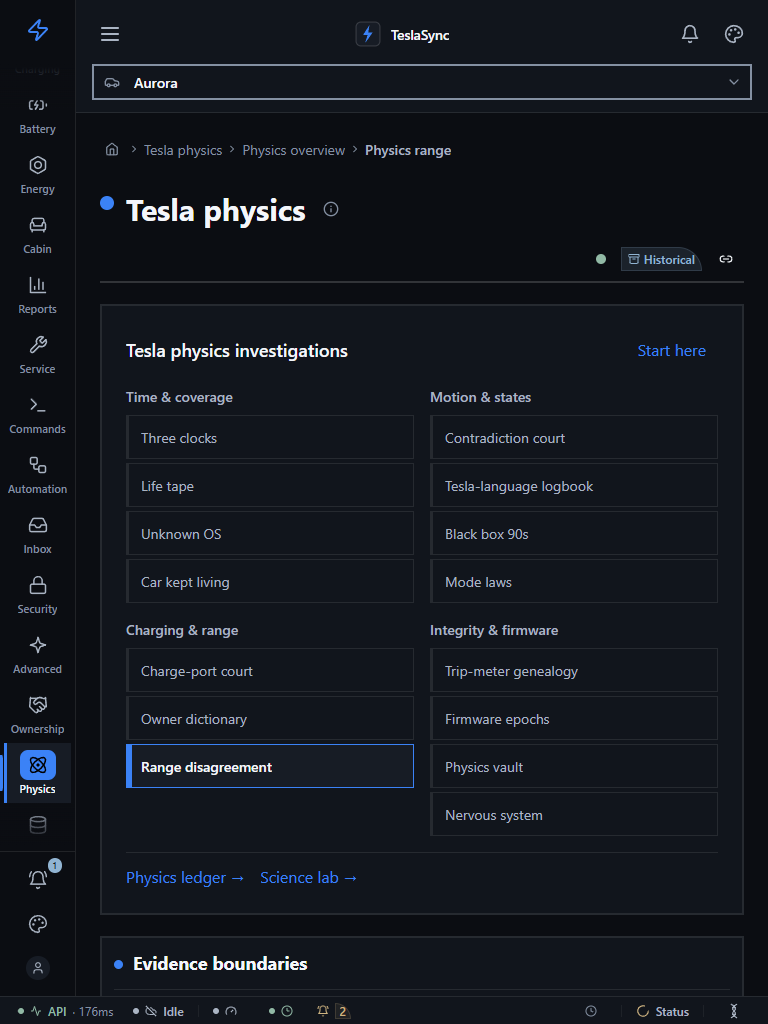 TeslaSync
Aurora
Charging
Battery
Energy
Cabin
Reports
Service
Commands
Automation
Inbox
Security
Advanced
Ownership
Physics
1
Tesla physics
Physics overview
Physics range
Tesla physics
Historical
Tesla physics investigations
Start here
Time & coverage
Three clocks
Life tape
Unknown OS
Car kept living
Motion & states
Contradiction court
Tesla-language logbook
Black box 90s
Mode laws
Charging & range
Charge-port court
Owner dictionary
Range disagreement
Integrity & firmware
Trip-meter genealogy
Firmware epochs
Physics vault
Nervous system
Physics ledger →
Science lab →
Evidence boundaries
API · 176ms
Idle
2
Status